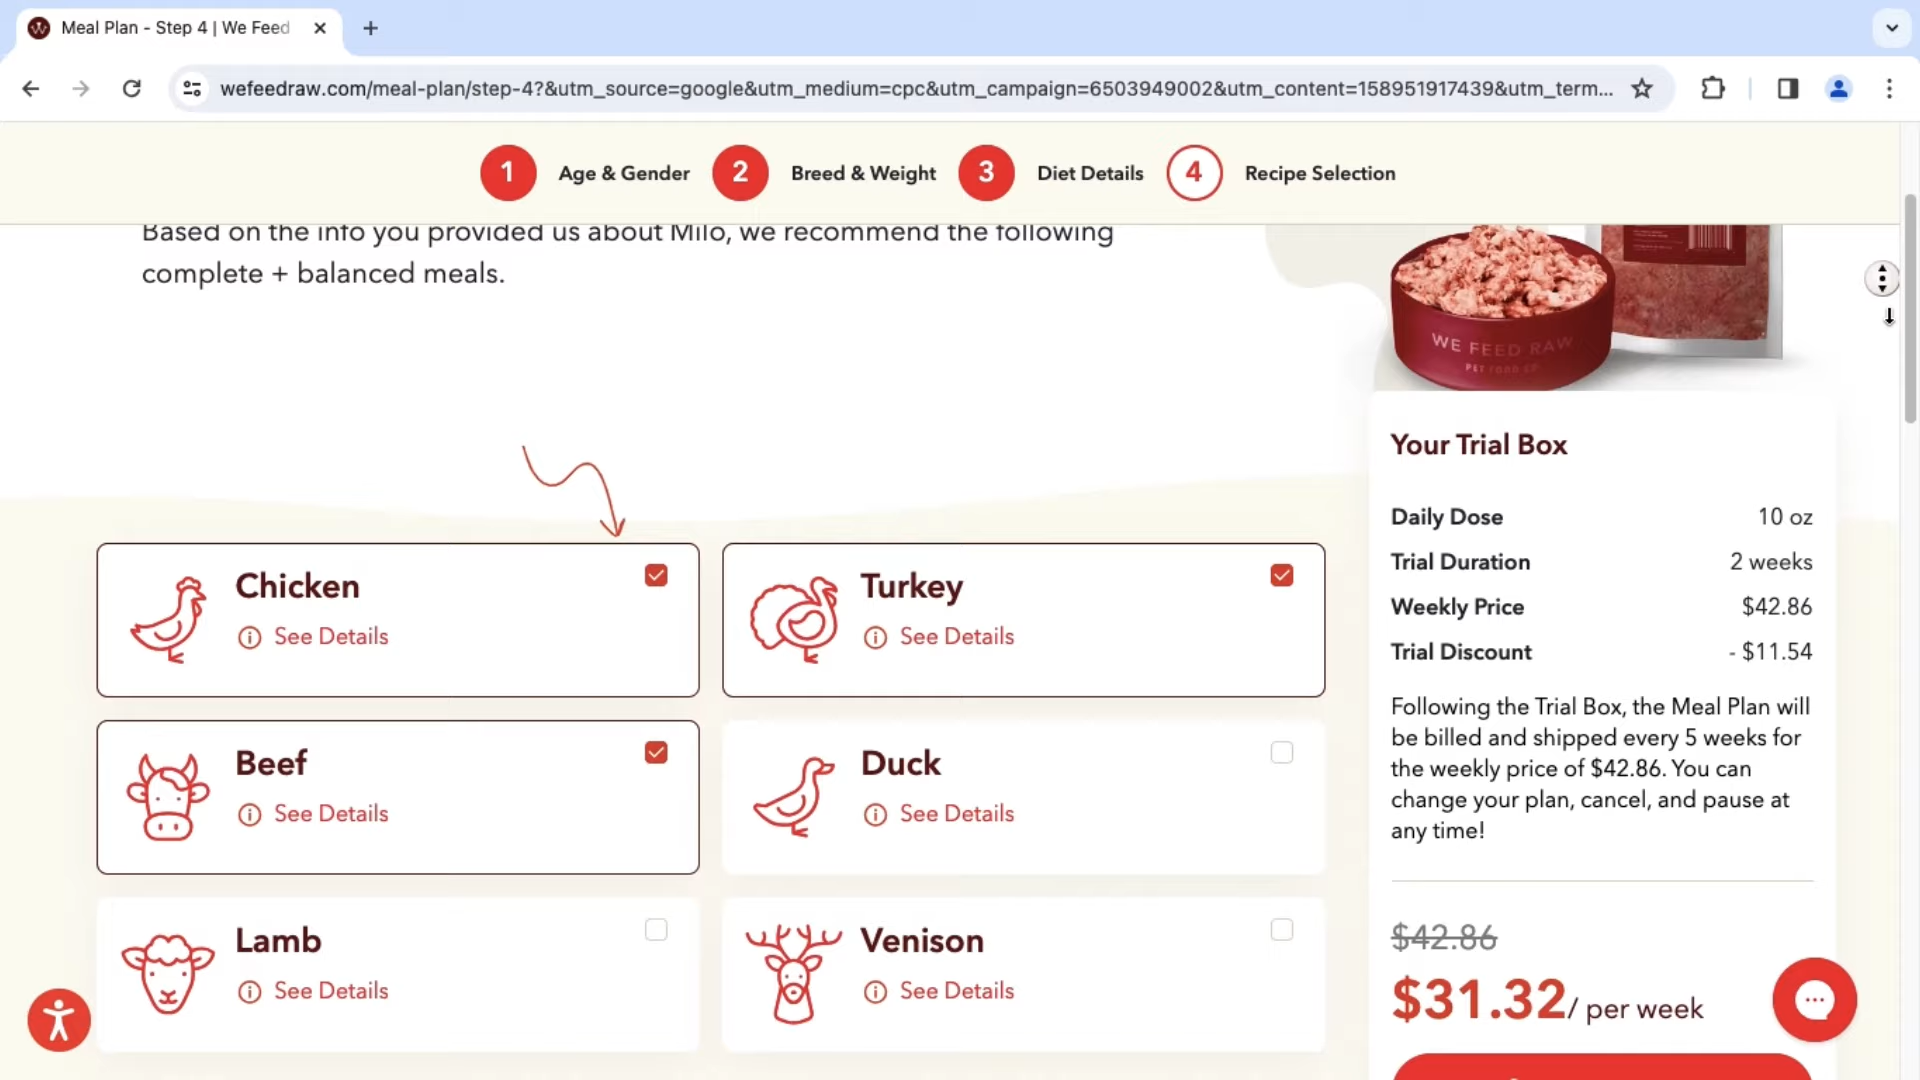 Meal Plan - Step 4 | We Feed
wefeedraw.com/meal-plan/step-4?&utm_source=google&utm_medium=cpc&utm_campaign=6503949002&utm_content=158951917439&utm_term...
1 Age & Gender 2 Breed & Weight 3 Diet Details 4 Recipe Selection
Based on the info you provided us about Milo, we recommend the following
complete + balanced meals.
WE FEED RAW
PET FOOD CO.
Chicken
See Details
Turkey
See Details
Beef
See Details
Duck
See Details
Lamb
See Details
Venison
See Details
Your Trial Box
Daily Dose 10 oz
Trial Duration 2 weeks
Weekly Price $42.86
Trial Discount - $11.54
Following the Trial Box, the Meal Plan will
be billed and shipped every 5 weeks for
the weekly price of $42.86. You can
change your plan, cancel, and pause at
any time!
$42.86
$31.32/ per week